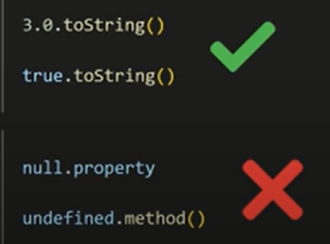 3.0.toString()
true.toString()
null.property
undefined.method()